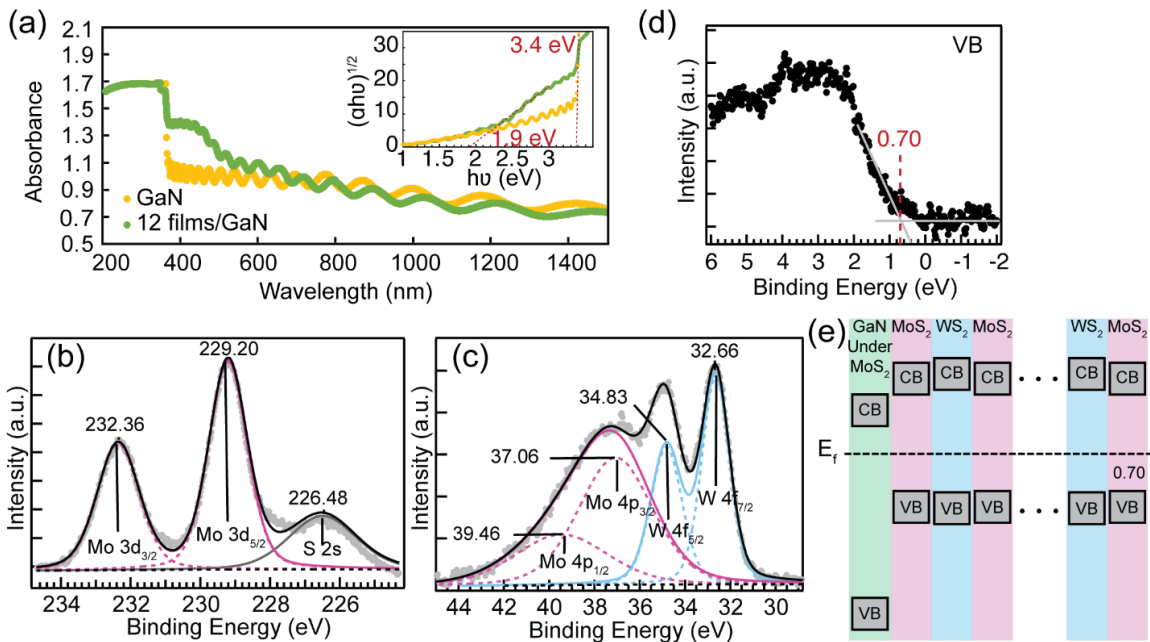 (a)
2.1
1.9
1.7
1.5
1.3
1.1
0.9
0.7
0.5
Absorbance
200 400 600 800 1000 1200 1400
Wavelength (nm)
GaN
12 films/GaN
30
20
10
0
(αhυ)1/2
1 1.5 2 2.5 3
hυ (eV)
3.4 eV
1.9 eV
(d)
VB
Intensity (a.u.)
0.70
6 5 4 3 2 1 0 -1 -2
Binding Energy (eV)
(b)
229.20
232.36
226.48
Mo 3d3/2
Mo 3d5/2
S 2s
Intensity (a.u.)
234 232 230 228 226
Binding Energy (eV)
(c)
32.66
34.83
37.06
39.46
Mo 4p3/2
W 4f7/2
W 4f5/2
Mo 4p1/2
Intensity (a.u.)
44 42 40 38 36 34 32 30
Binding Energy (eV)
(e)
GaN
Under
MoS2
MoS2 WS2 MoS2 WS2 MoS2
CB CB CB CB CB
CB
• • •
Ef
0.70
VB VB VB • • • VB VB
VB